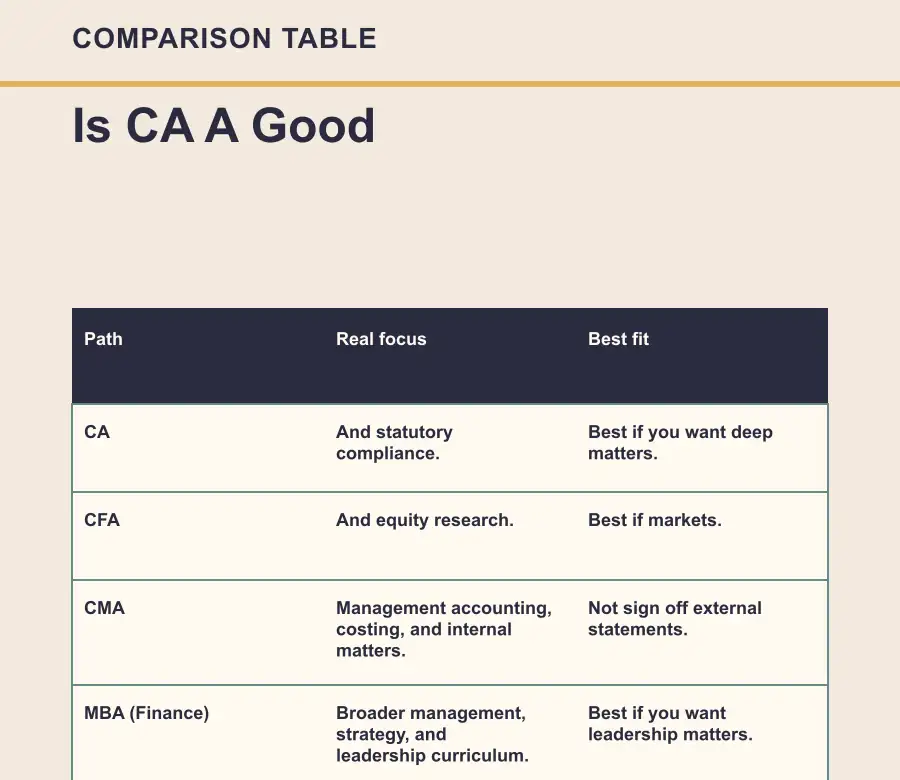 COMPARISON TABLE
Is CA A Good
Path
Real focus
Best fit
CA
And statutory
compliance.
Best if you want deep
matters.
CFA
And equity research.
Best if markets.
CMA
Management accounting,
costing, and internal
matters.
Not sign off external
statements.
MBA (Finance)
Broader management,
strategy, and
leadership curriculum.
Best if you want
leadership matters.